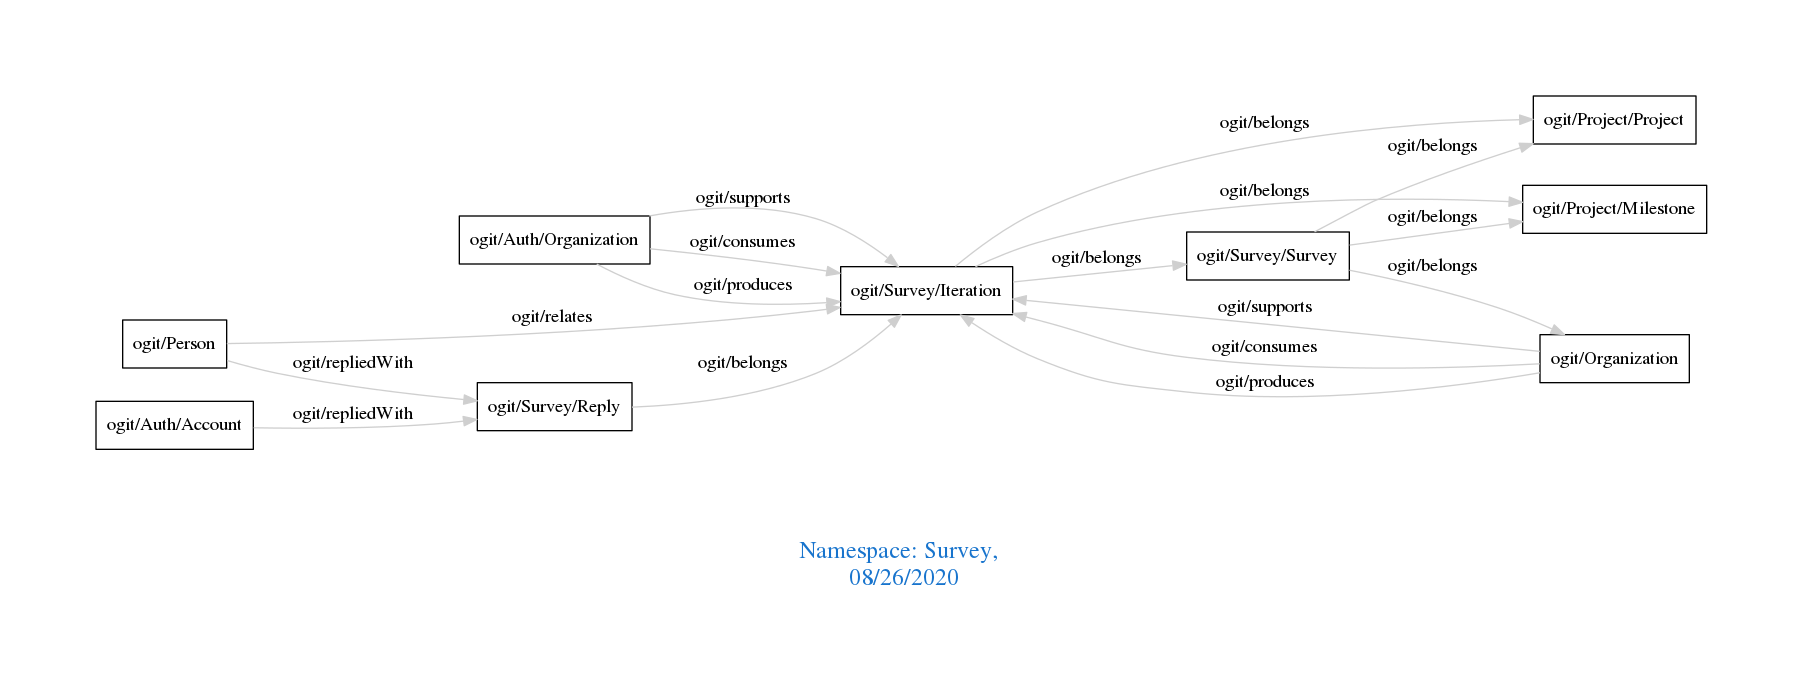 ogit/belongs
ogit/Project/Project
ogit/belongs
ogit/supports
ogit/belongs
ogit/Project/Milestone
ogit/belongs
ogit/Auth/Organization
ogit/consumes
ogit/belongs
ogit/Survey/Survey
ogit/belongs
ogit/produces
ogit/Survey/Iteration
ogit/supports
ogit/relates
ogit/Person
ogit/consumes
ogit/Organization
ogit/repliedWith
ogit/belongs
ogit/produces
ogit/Survey/Reply
ogit/repliedWith
ogit/Auth/Account
Namespace: Survey,
08/26/2020